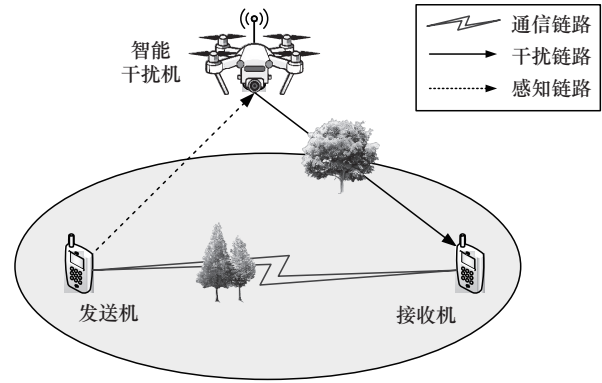 智能
干扰机
通信链路
干扰链路
感知链路
发送机
接收机